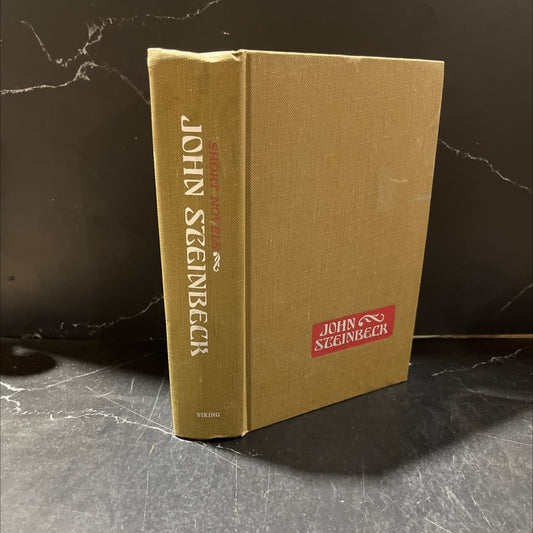 SHORT NOVELS
JOHN STEINBECK
VIKING
JOHN
STEINBECK